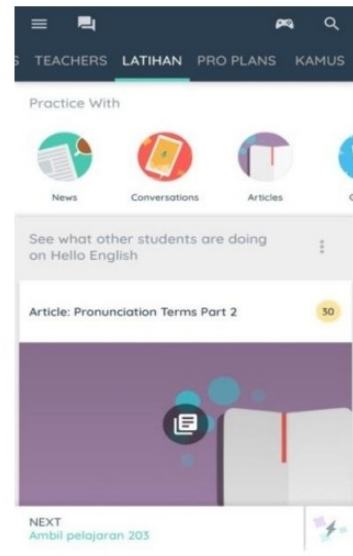 S TEACHERS LATIHAN PRO PLANS KAMUS
Practice With
News Conversations Articles
See what other students are doing
on Hello English
Article: Pronunciation Terms Part 2 30
NEXT
Ambil pelajaran 203